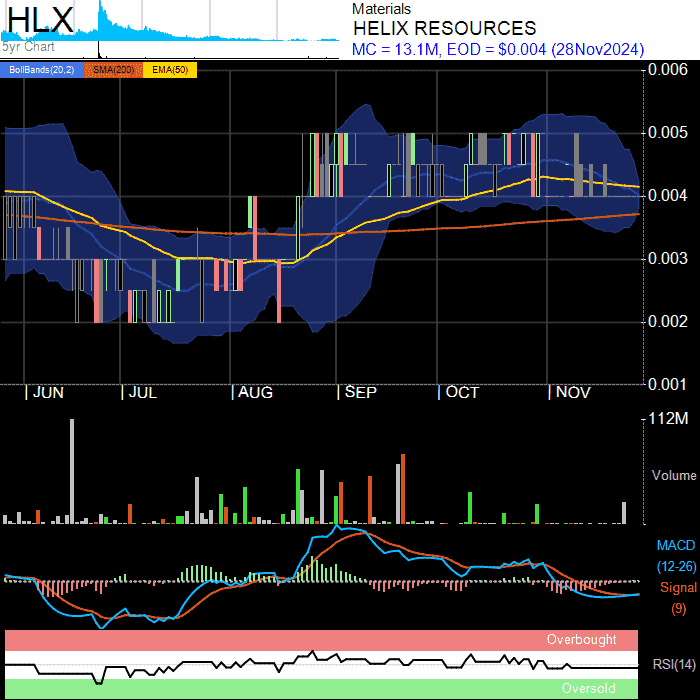 HLX
5yr Chart
Materials
HELIX RESOURCES
MC = 13.1M, EOD = $0.004 (28Nov2024)
BollBands(20,2) SMA(200) EMA(50)
0.006
0.005
0.004
0.003
0.002
0.001
JUN JUL AUG SEP OCT NOV
112M
Volume
MACD
(12-26)
Signal
(9)
Overbought
RSI(14)
Oversold